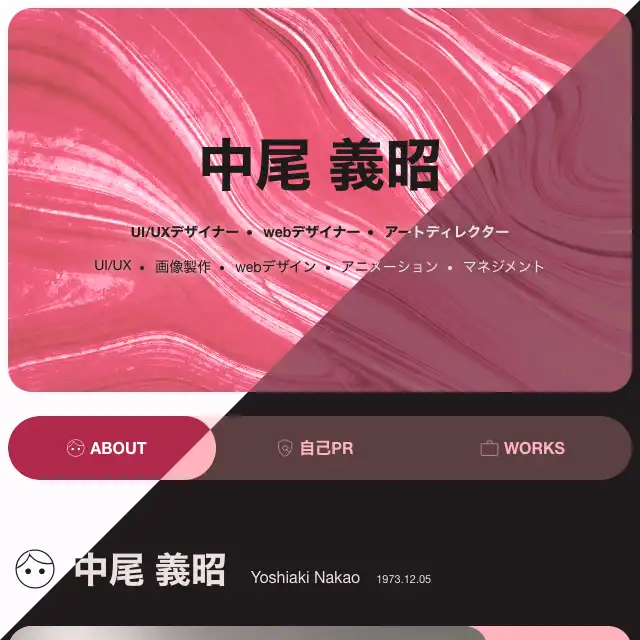 中尾 義昭
UI/UXデザイナー • webデザイナー • アートディレクター
UI/UX • 画像製作 • webデザイン • アニメーション • マネジメント
ABOUT 自己PR WORKS
中尾 義昭 Yoshiaki Nakao 1973.12.05